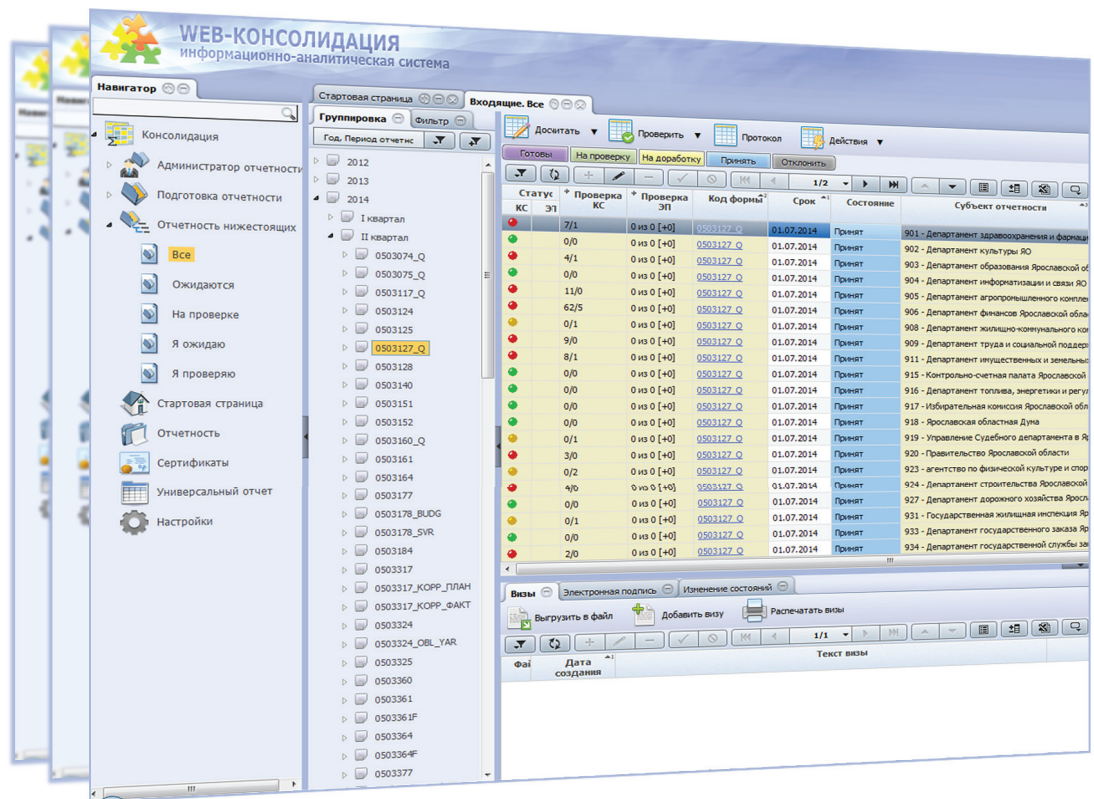 WEB-КОНСОЛИДАЦИЯ
информационно-аналитическая система
Навигатор
Консолидация
Администратор отчетности
Подготовка отчетности
Отчетность нижестоящих
Все
Ожидаются
На проверке
Я ожидаю
Я проверяю
Стартовая страница
Отчетность
Сертификаты
Универсальный отчет
Настройки
Стартовая страница Входящие. Все
Группировка Фильтр
Год, Период отчетнс
2012
2013
2014
I квартал
II квартал
0503074_Q
0503075_Q
0503117_Q
0503124
0503125
0503127_Q
0503128
0503140
0503151
0503152
0503160_Q
0503161
0503164
0503177
0503178_BUDG
0503178_SVR
0503184
0503317
0503317_КОРР_ПЛАН
0503317_КОРР_ФАКТ
0503324
0503324_OBL_YAR
0503325
0503360
0503361
0503361F
0503364
0503364F
0503377
Досчитать Проверить Протокол Действия
Готовы На проверку На доработку Принять Отклонить
1/2
Статус Проверка КС Проверка ЭП Код формы Срок Состояние Субъект отчетности
КС ЭП
7/1 0 из 0 [+0] 0503127_Q 01.07.2014 Принят 901 - Департамент здравоохранения и фармаци
0/0 0 из 0 [+0] 0503127_Q 01.07.2014 Принят 902 - Департамент культуры ЯО
4/1 0 из 0 [+0] 0503127_Q 01.07.2014 Принят 903 - Департамент образования Ярославской об
0/0 0 из 0 [+0] 0503127_Q 01.07.2014 Принят 904 - Департамент информатизации и связи ЯО
11/0 0 из 0 [+0] 0503127_Q 01.07.2014 Принят 905 - Департамент агропромышленного комплек
62/5 0 из 0 [+0] 0503127_Q 01.07.2014 Принят 906 - Департамент финансов Ярославской облас
0/1 0 из 0 [+0] 0503127_Q 01.07.2014 Принят 908 - Департамент жилищно-коммунального ком
9/0 0 из 0 [+0] 0503127_Q 01.07.2014 Принят 909 - Департамент труда и социальной поддерж
8/1 0 из 0 [+0] 0503127_Q 01.07.2014 Принят 911 - Департамент имущественных и земельных
0/0 0 из 0 [+0] 0503127_Q 01.07.2014 Принят 915 - Контрольно-счетная палата Ярославской
0/0 0 из 0 [+0] 0503127_Q 01.07.2014 Принят 916 - Департамент топлива, энергетики и регул
0/0 0 из 0 [+0] 0503127_Q 01.07.2014 Принят 917 - Избирательная комиссия Ярославской обл
0/0 0 из 0 [+0] 0503127_Q 01.07.2014 Принят 918 - Ярославская областная Дума
0/1 0 из 0 [+0] 0503127_Q 01.07.2014 Принят 919 - Управление Судебного департамента в Яр
3/0 0 из 0 [+0] 0503127_Q 01.07.2014 Принят 920 - Правительство Ярославской области
0/2 0 из 0 [+0] 0503127_Q 01.07.2014 Принят 923 - агентство по физической культуре и спор
4/0 0 из 0 [+0] 0503127_Q 01.07.2014 Принят 924 - Департамент строительства Ярославской
0/0 0 из 0 [+0] 0503127_Q 01.07.2014 Принят 927 - Департамент дорожного хозяйства Яросл
0/1 0 из 0 [+0] 0503127_Q 01.07.2014 Принят 931 - Государственная жилищная инспекция Яр
0/0 0 из 0 [+0] 0503127_Q 01.07.2014 Принят 933 - Департамент государственного заказа Яр
2/0 0 из 0 [+0] 0503127_Q 01.07.2014 Принят 934 - Департамент государственной службы за
Визы Электронная подпись Изменение состояний
Выгрузить в файл Добавить визу Распечатать визы
1/1
Фаі Дата создания Текст визы